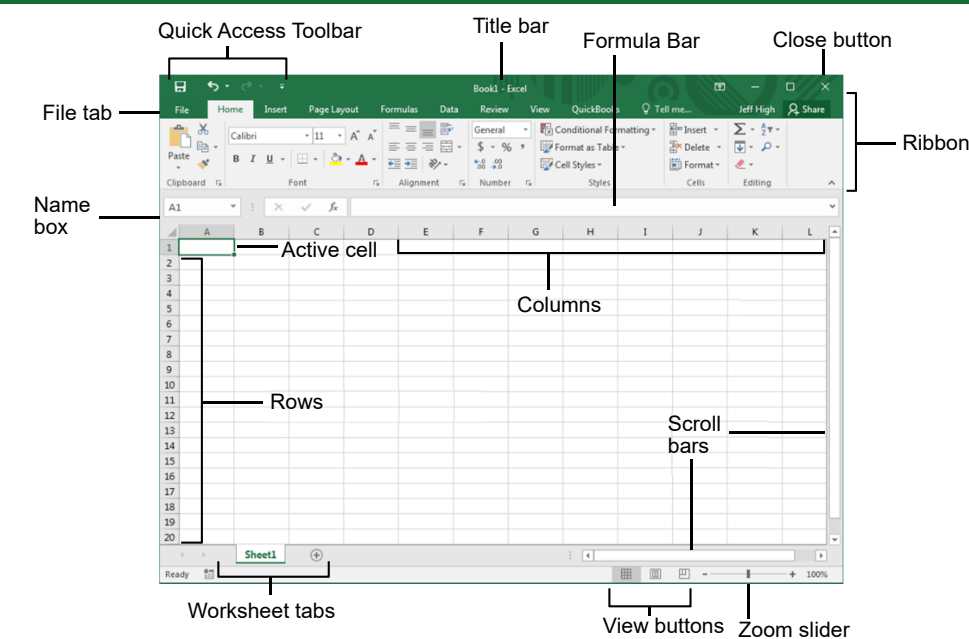 Quick Access Toolbar
Title bar
Formula Bar
Close button
File tab
Ribbon
Name
box
Book1 - Excel
File Home Insert Page Layout Formulas Data Review View QuickBooks Tell me... Jeff High Share
Calibri 11 General Conditional Formatting Insert
Paste Format as Table Delete
Cell Styles Format
Clipboard Font Alignment Number Styles Cells Editing
A1 fx
A B C D E F G H I J K L
Active cell
Columns
1
2
3
4
5
6
7
8
9
10
11
12
13
14
15
16
17
18
19
20
Rows
Scroll
bars
Sheet1
Ready 100%
Worksheet tabs
View buttons
Zoom slider